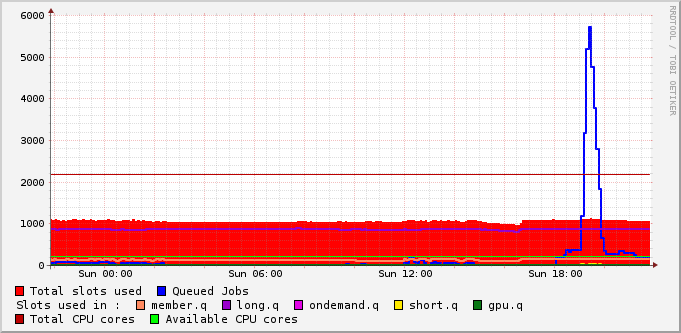 6000
5000
4000
3000
2000
1000
0
Sun 00:00 Sun 06:00 Sun 12:00 Sun 18:00
RRDTOOL / TOBI OETIKER
Total slots used Queued Jobs
Slots used in : member.q long.q ondemand.q short.q gpu.q
Total CPU cores Available CPU cores